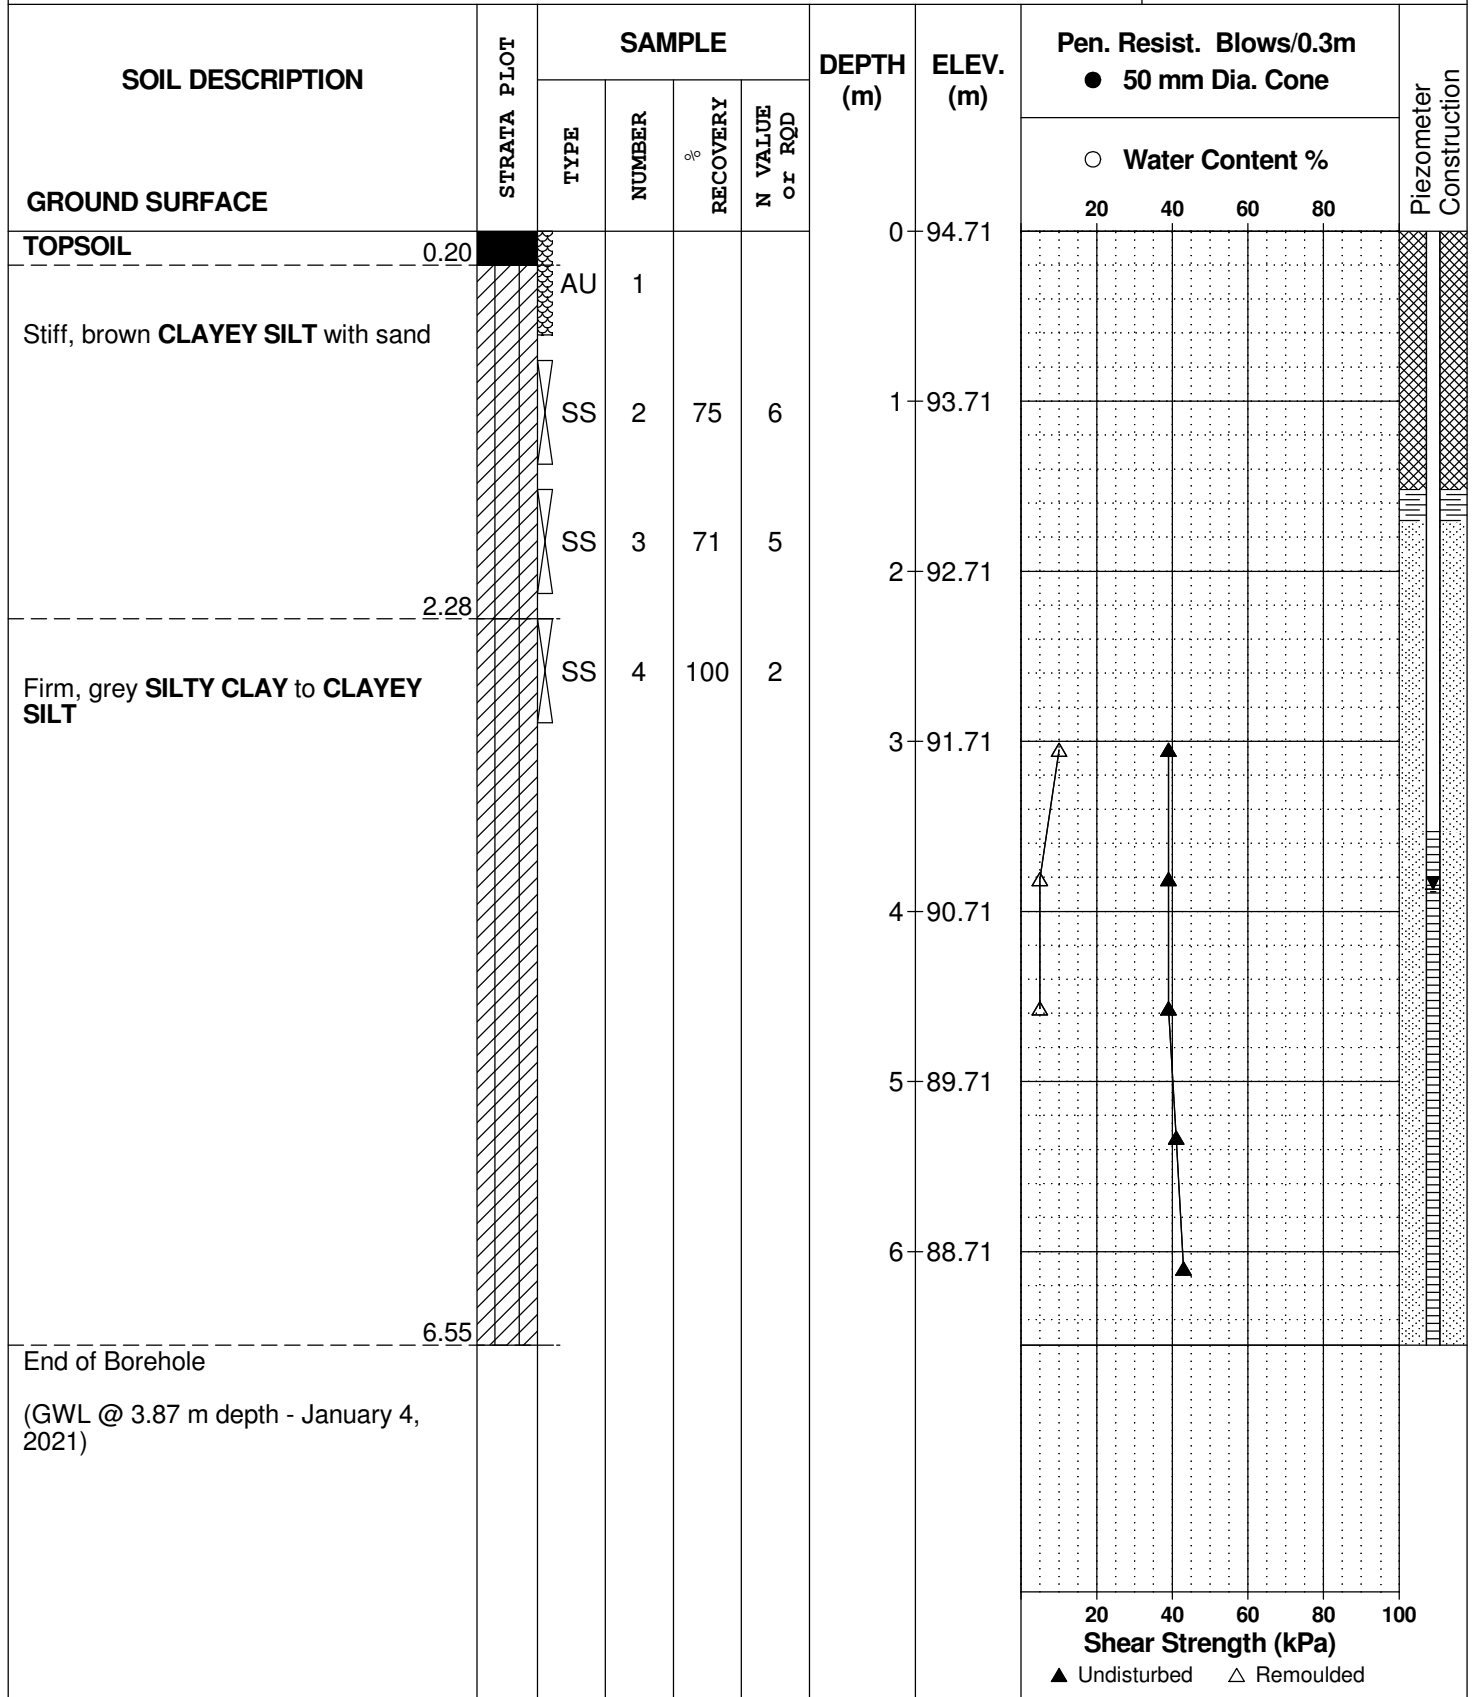 SOIL DESCRIPTION
GROUND SURFACE
STRATA PLOT
SAMPLE
TYPE
NUMBER
%
RECOVERY
N VALUE
or RQD
DEPTH
(m)
ELEV.
(m)
Pen. Resist. Blows/0.3m
● 50 mm Dia. Cone
○ Water Content %
20 40 60 80
Piezometer
Construction
TOPSOIL 0.20
0 94.71
AU 1
Stiff, brown CLAYEY SILT with sand
SS 2 75 6
1 93.71
SS 3 71 5
2 92.71
2.28
SS 4 100 2
Firm, grey SILTY CLAY to CLAYEY
SILT
3 91.71
4 90.71
5 89.71
6 88.71
6.55
End of Borehole
(GWL @ 3.87 m depth - January 4,
2021)
20 40 60 80 100
Shear Strength (kPa)
▲ Undisturbed △ Remoulded